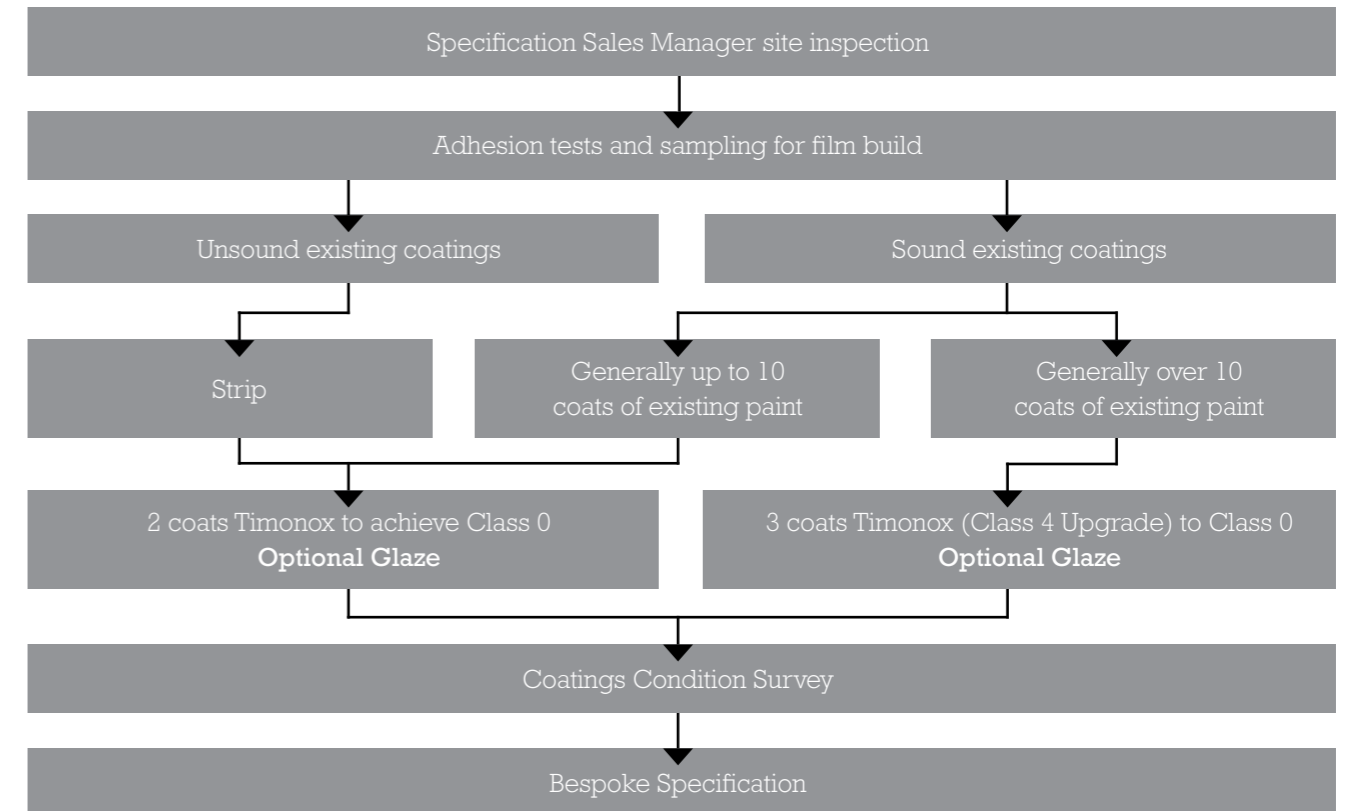 Specification Sales Manager site inspection
Adhesion tests and sampling for film build
Unsound existing coatings
Sound existing coatings
Strip
Generally up to 10
coats of existing paint
Generally over 10
coats of existing paint
2 coats Timonox to achieve Class 0
Optional Glaze
3 coats Timonox (Class 4 Upgrade) to Class 0
Optional Glaze
Coatings Condition Survey
Bespoke Specification